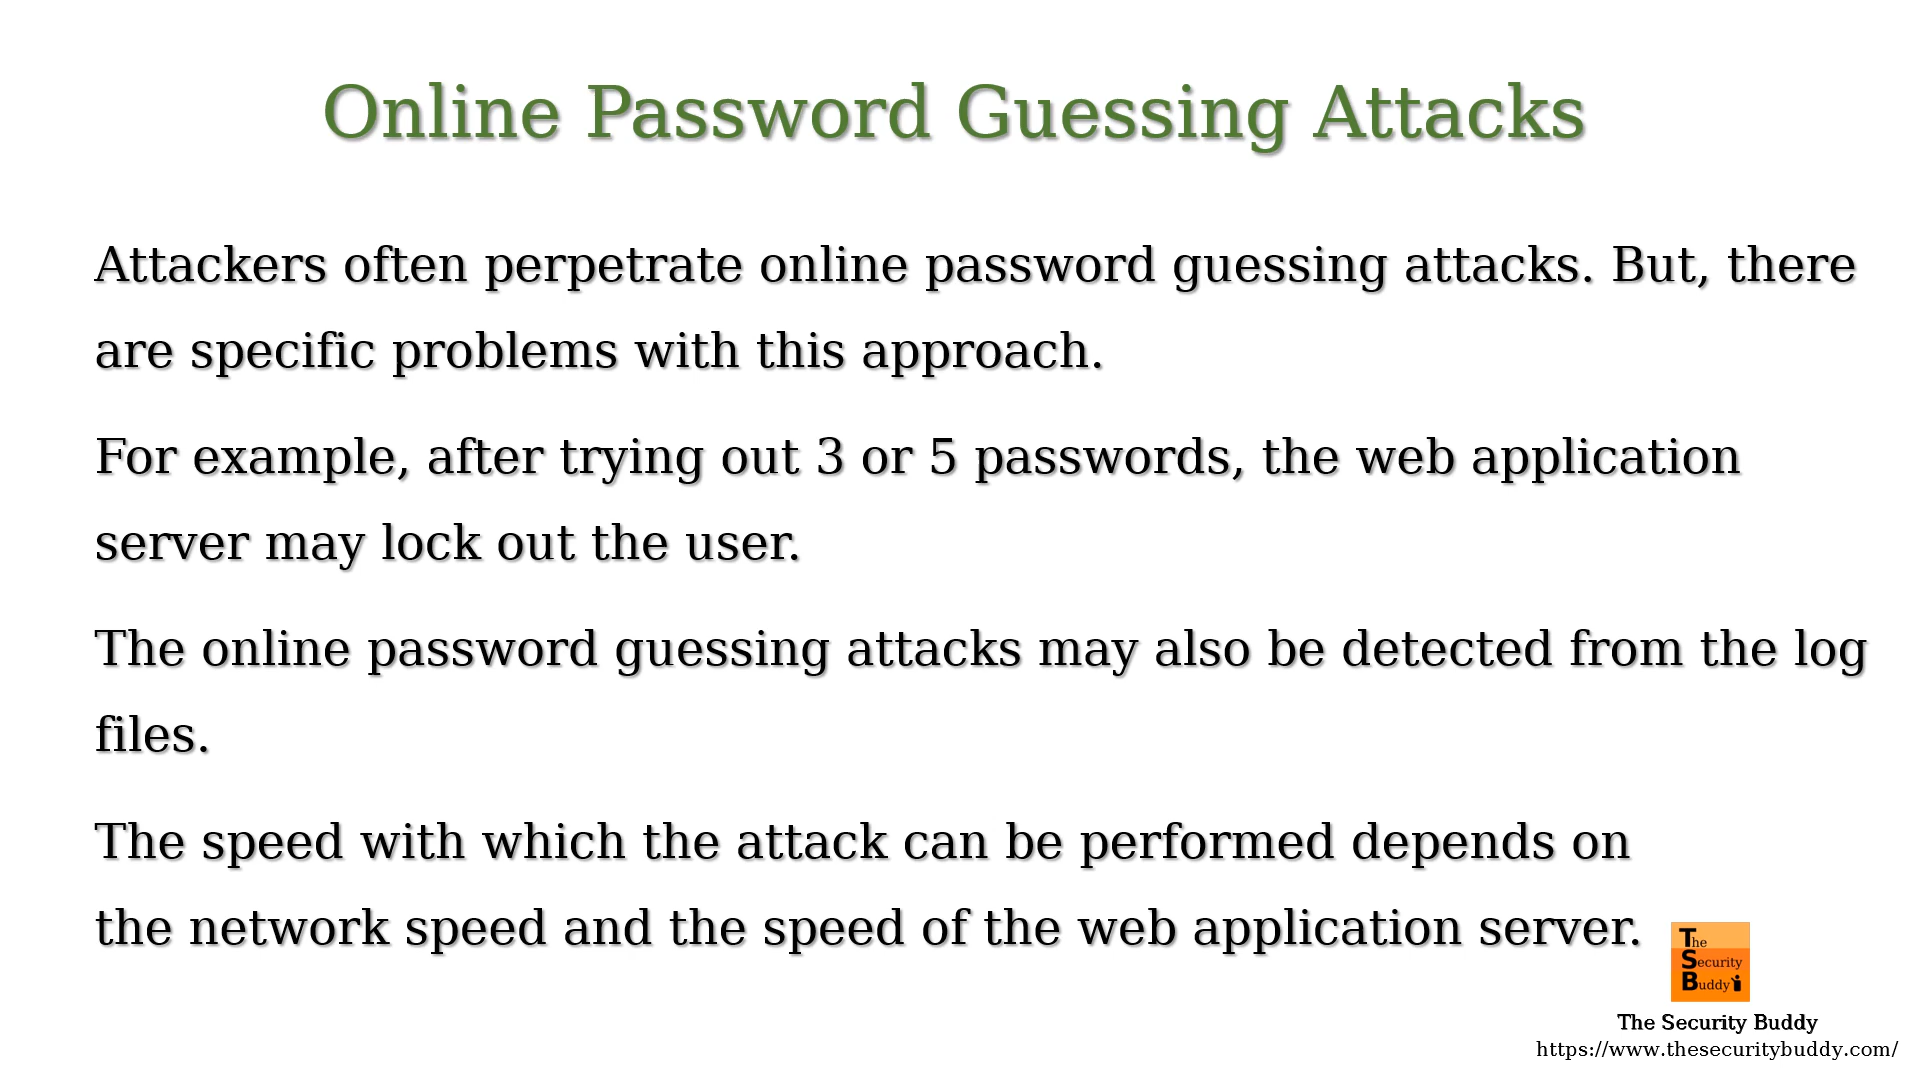 Online Password Guessing Attacks
Attackers often perpetrate online password guessing attacks. But, there
are specific problems with this approach.
For example, after trying out 3 or 5 passwords, the web application
server may lock out the user.
The online password guessing attacks may also be detected from the log
files.
The speed with which the attack can be performed depends on
the network speed and the speed of the web application server.
The
Security
Buddy
The Security Buddy
https://www.thesecuritybuddy.com/